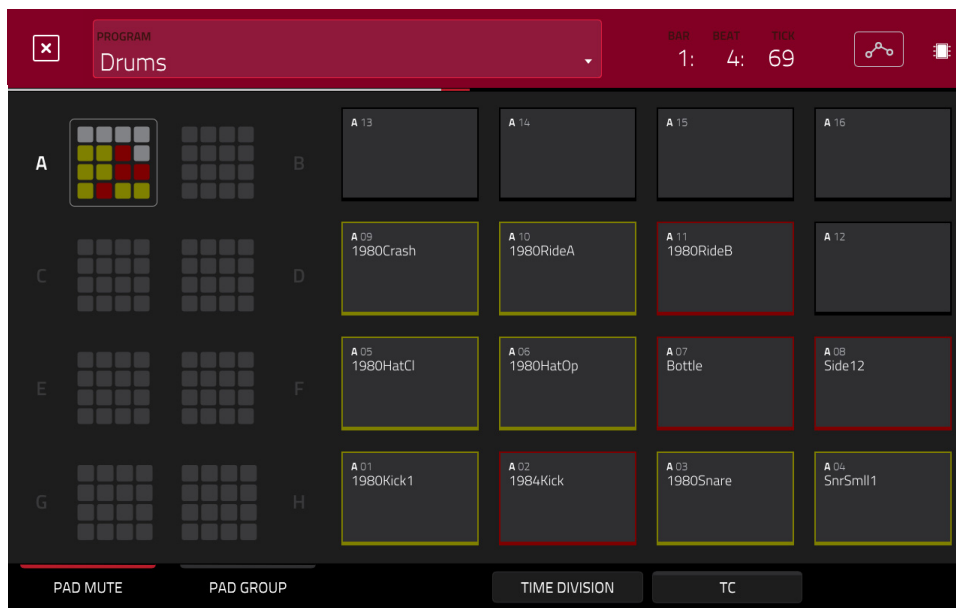 PROGRAM
Drums
BAR BEAT TICK
1: 4: 69
A B
A 13 A 14 A 15 A 16
C D
A 09 A 10 A 11 A 12
1980Crash 1980RideA 1980RideB
E F
A 05 A 06 A 07 A 08
1980HatCl 1980HatOp Bottle Side12
G H
A 01 A 02 A 03 A 04
1980Kick1 1984Kick 1980Snare SnrSmll1
PAD MUTE PAD GROUP TIME DIVISION TC